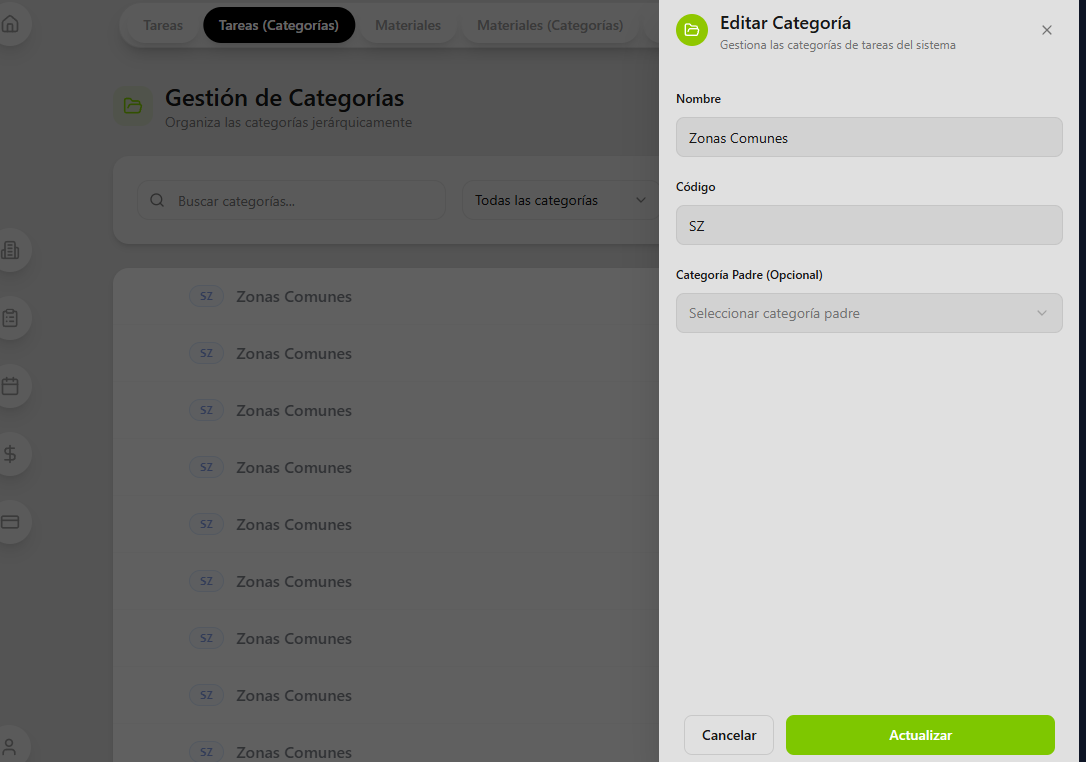 Tareas
Tareas (Categorías)
Materiales
Materiales (Categorías)
Gestión de Categorías
Organiza las categorías jerárquicamente
Buscar categorías...
Todas las categorías
SZ Zonas Comunes
SZ Zonas Comunes
SZ Zonas Comunes
SZ Zonas Comunes
SZ Zonas Comunes
SZ Zonas Comunes
SZ Zonas Comunes
SZ Zonas Comunes
SZ Zonas Comunes
Editar Categoría
Gestiona las categorías de tareas del sistema
Nombre
Zonas Comunes
Código
SZ
Categoría Padre (Opcional)
Seleccionar categoría padre
Cancelar
Actualizar